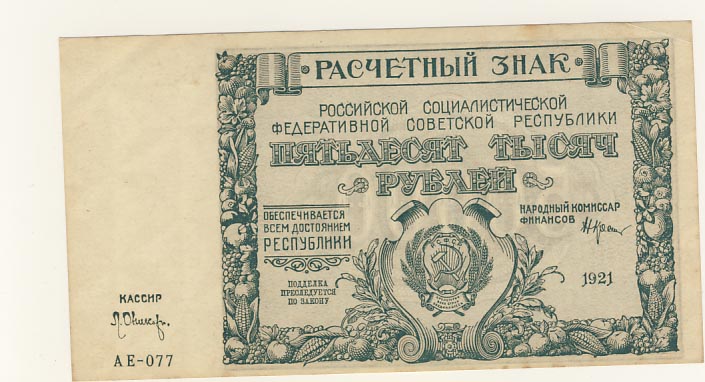 РАСЧЕТНЫЙ ЗНАК
РОССИЙСКОЙ СОЦИАЛИСТИЧЕСКОЙ
ФЕДЕРАТИВНОЙ СОВЕТСКОЙ РЕСПУБЛИКИ
ПЯТЬДЕСЯТ ТЫСЯЧ
РУБЛЕЙ
ОБЕСПЕЧИВАЕТСЯ
ВСЕМ ДОСТОЯНИЕМ
РЕСПУБЛИКИ
НАРОДНЫЙ КОМИССАР
ФИНАНСОВ
ПОДДЕЛКА
ПРЕСЛЕДУЕТСЯ
ПО ЗАКОНУ
1921
КАССИР
АЕ-077